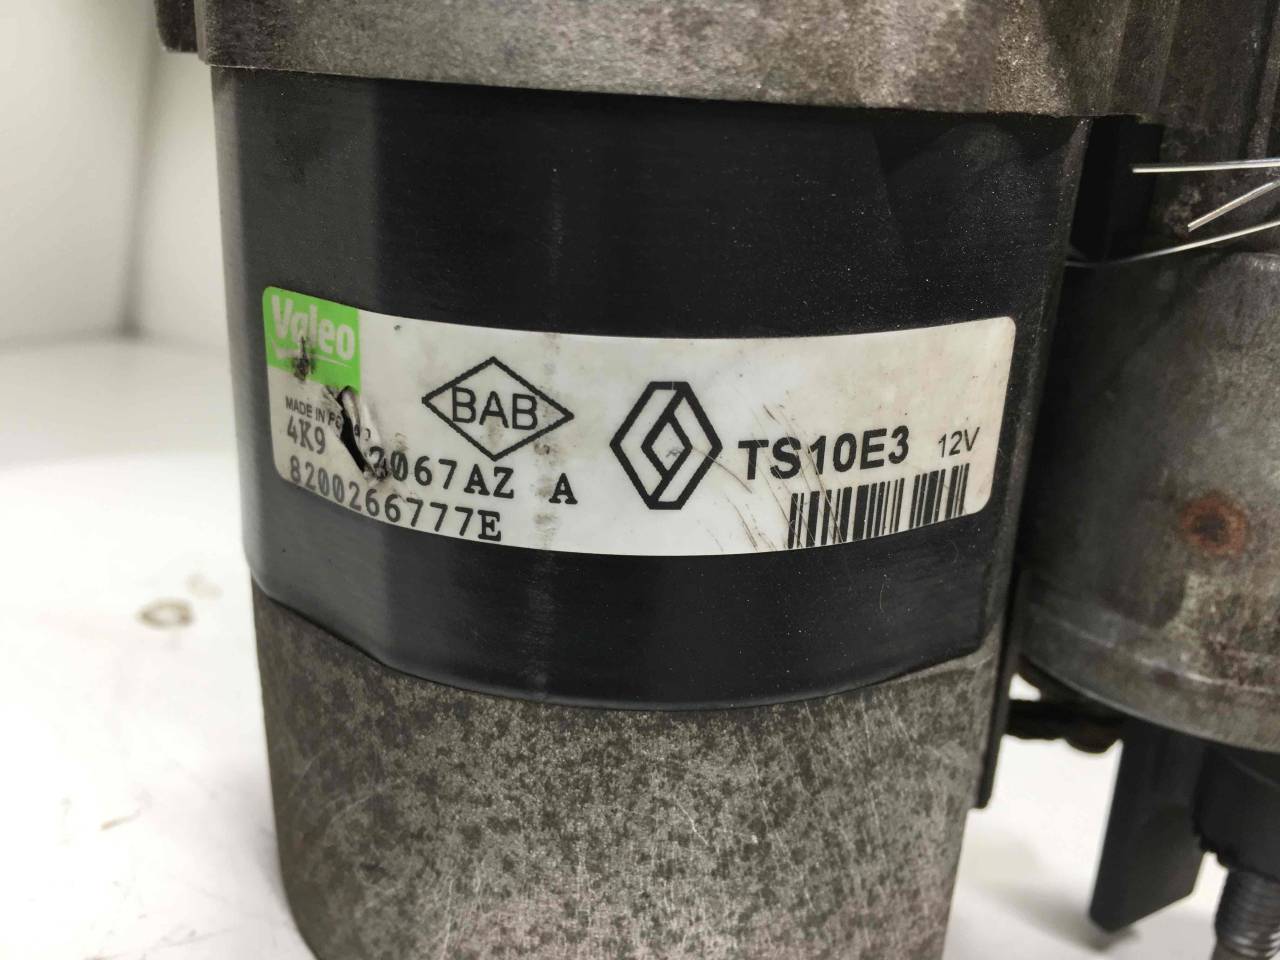 Valeo
MADE IN
BAB
TS10E3 12V
4K9 067AZ A
8200266777E